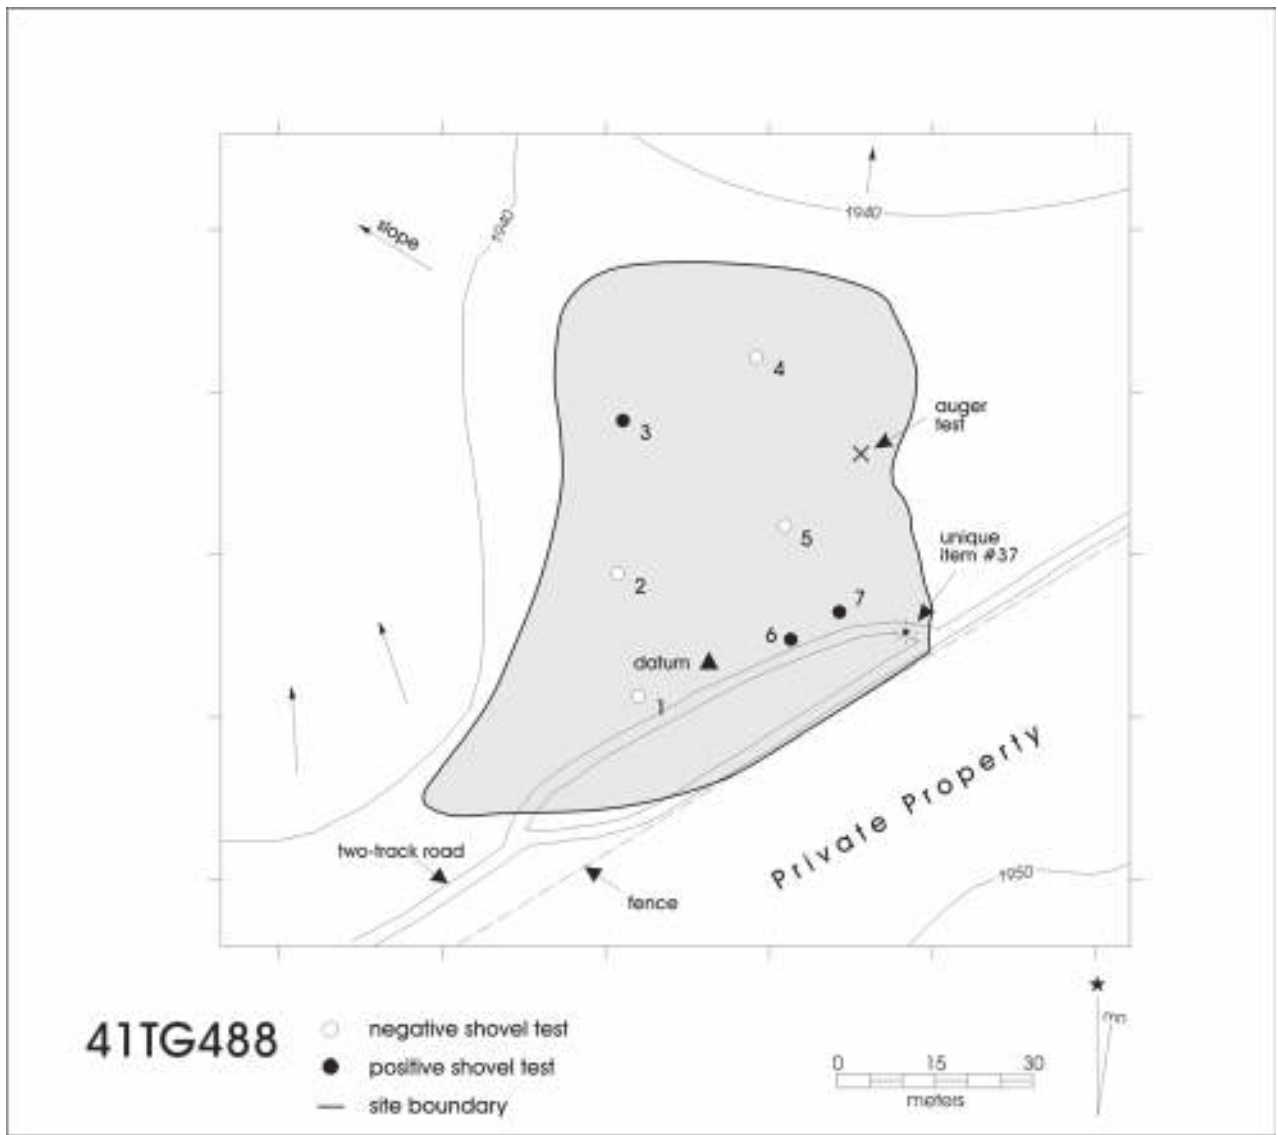 1940
slope
1940
4
auger
test
3
5
unique
item #37
2
7
6
datum
1
Private Property
two-track road
1950
fence
mn
41TG488
negative shovel test
positive shovel test
site boundary
0 15 30
meters